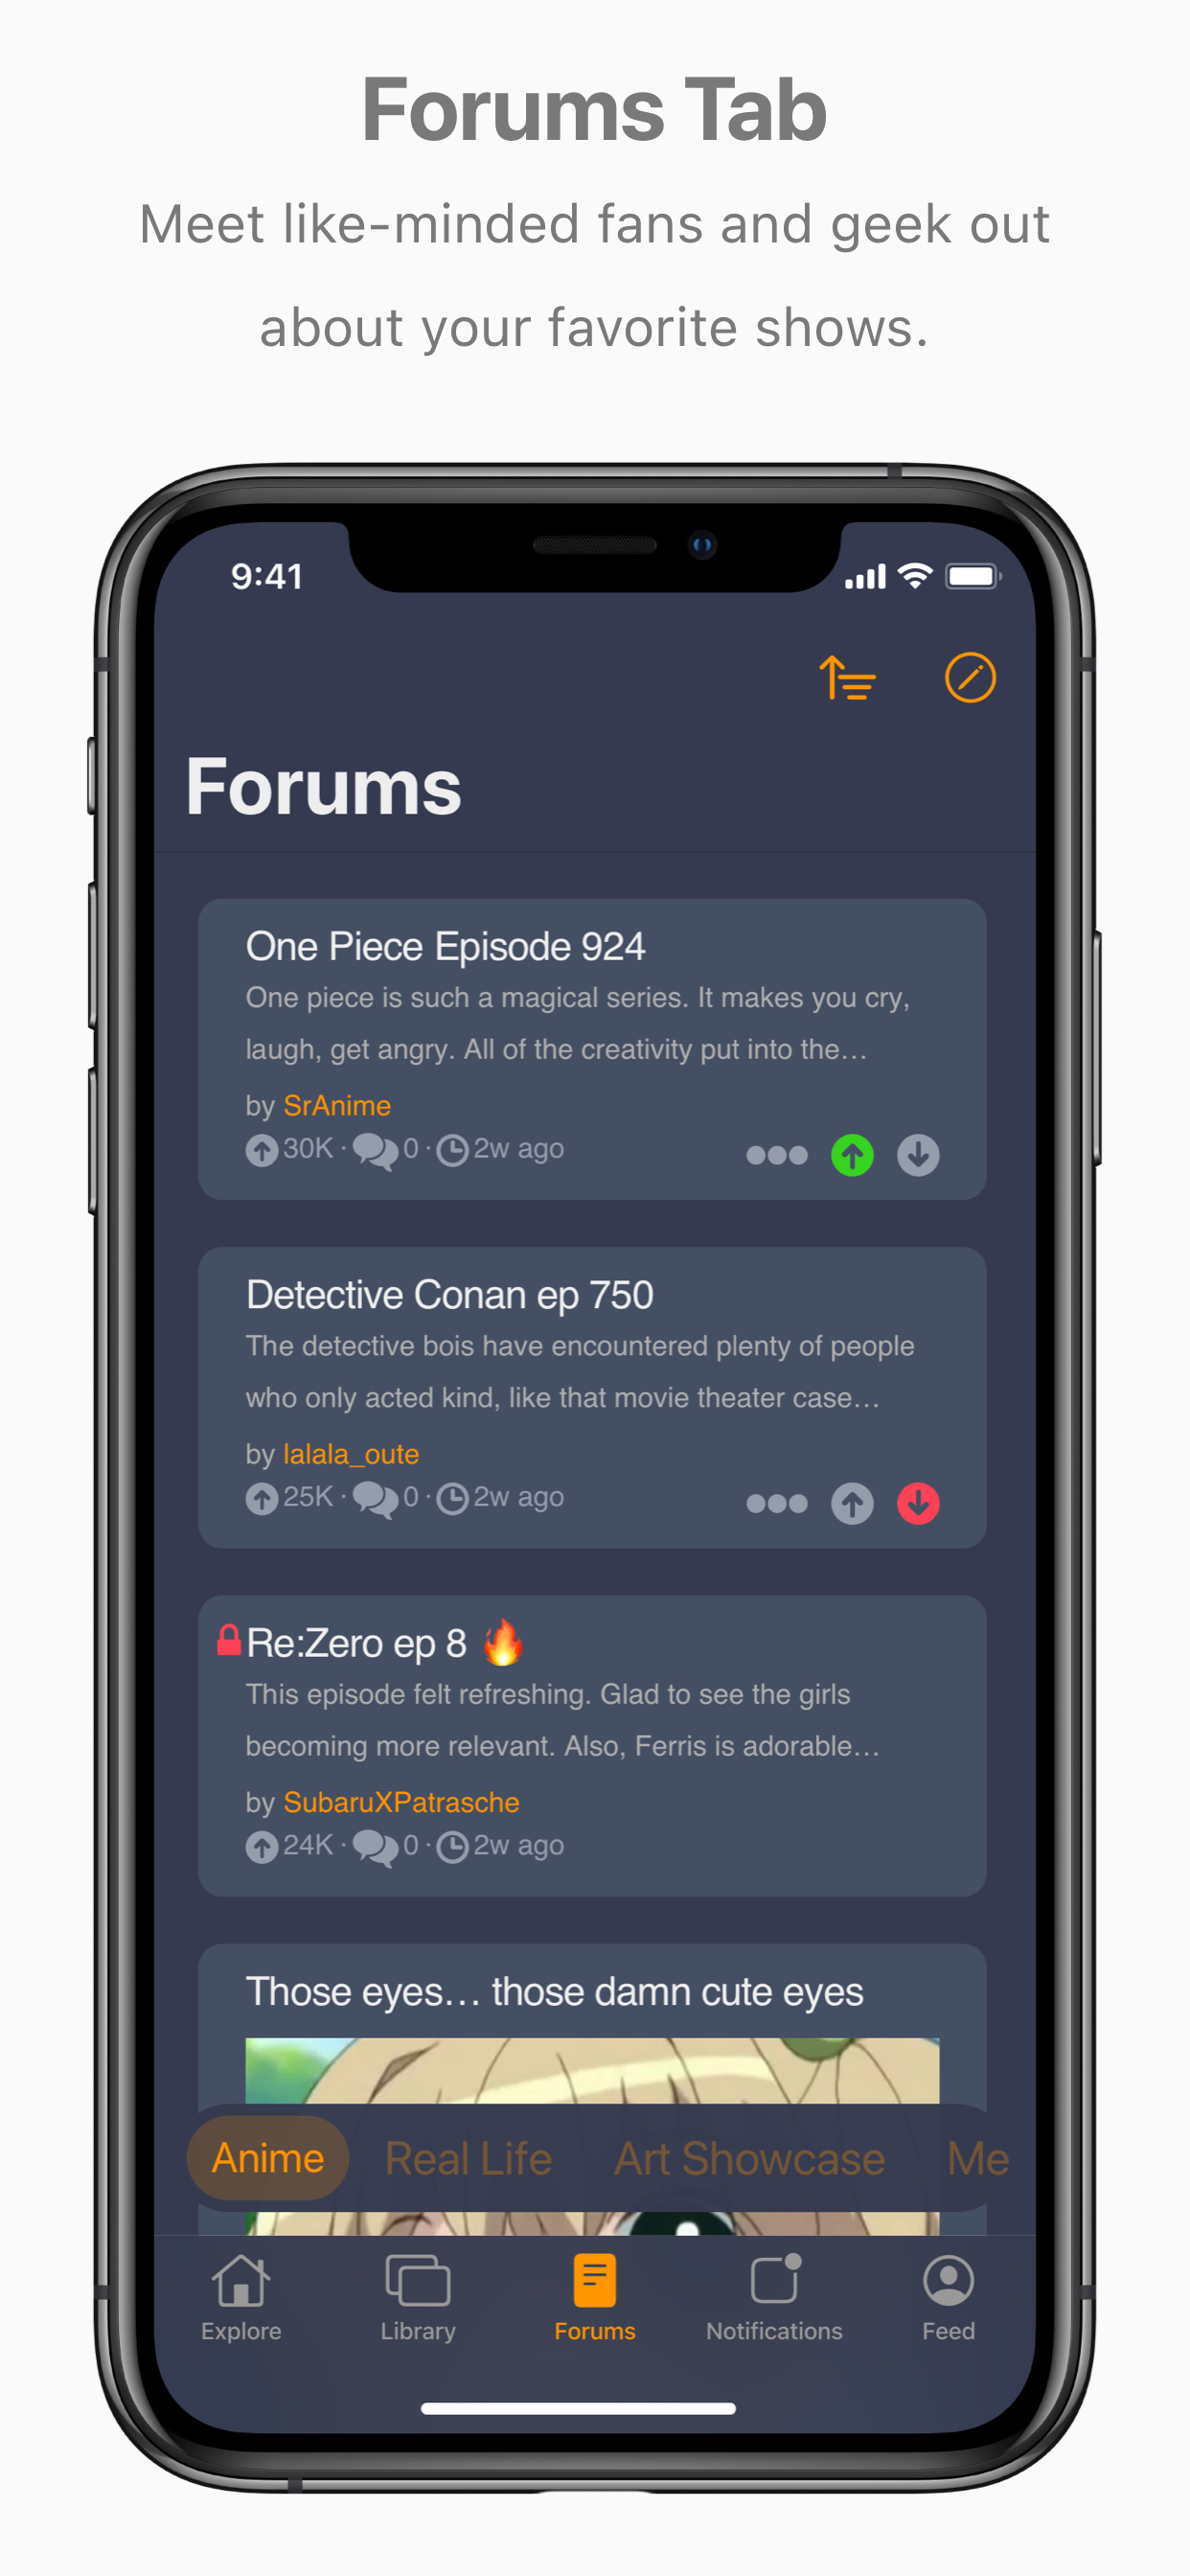 Forums Tab
Meet like-minded fans and geek out
about your favorite shows.
9:41
Forums
One Piece Episode 924
One piece is such a magical series. It makes you cry,
laugh, get angry. All of the creativity put into the...
by SrAnime
30K · 0 · 2w ago
Detective Conan ep 750
The detective bois have encountered plenty of people
who only acted kind, like that movie theater case...
by lalala_oute
25K · 0 · 2w ago
Re:Zero ep 8 🔥
This episode felt refreshing. Glad to see the girls
becoming more relevant. Also, Ferris is adorable...
by SubaruXPatrasche
24K · 0 · 2w ago
Those eyes... those damn cute eyes
Anime Real Life Art Showcase Me
Explore Library Forums Notifications Feed